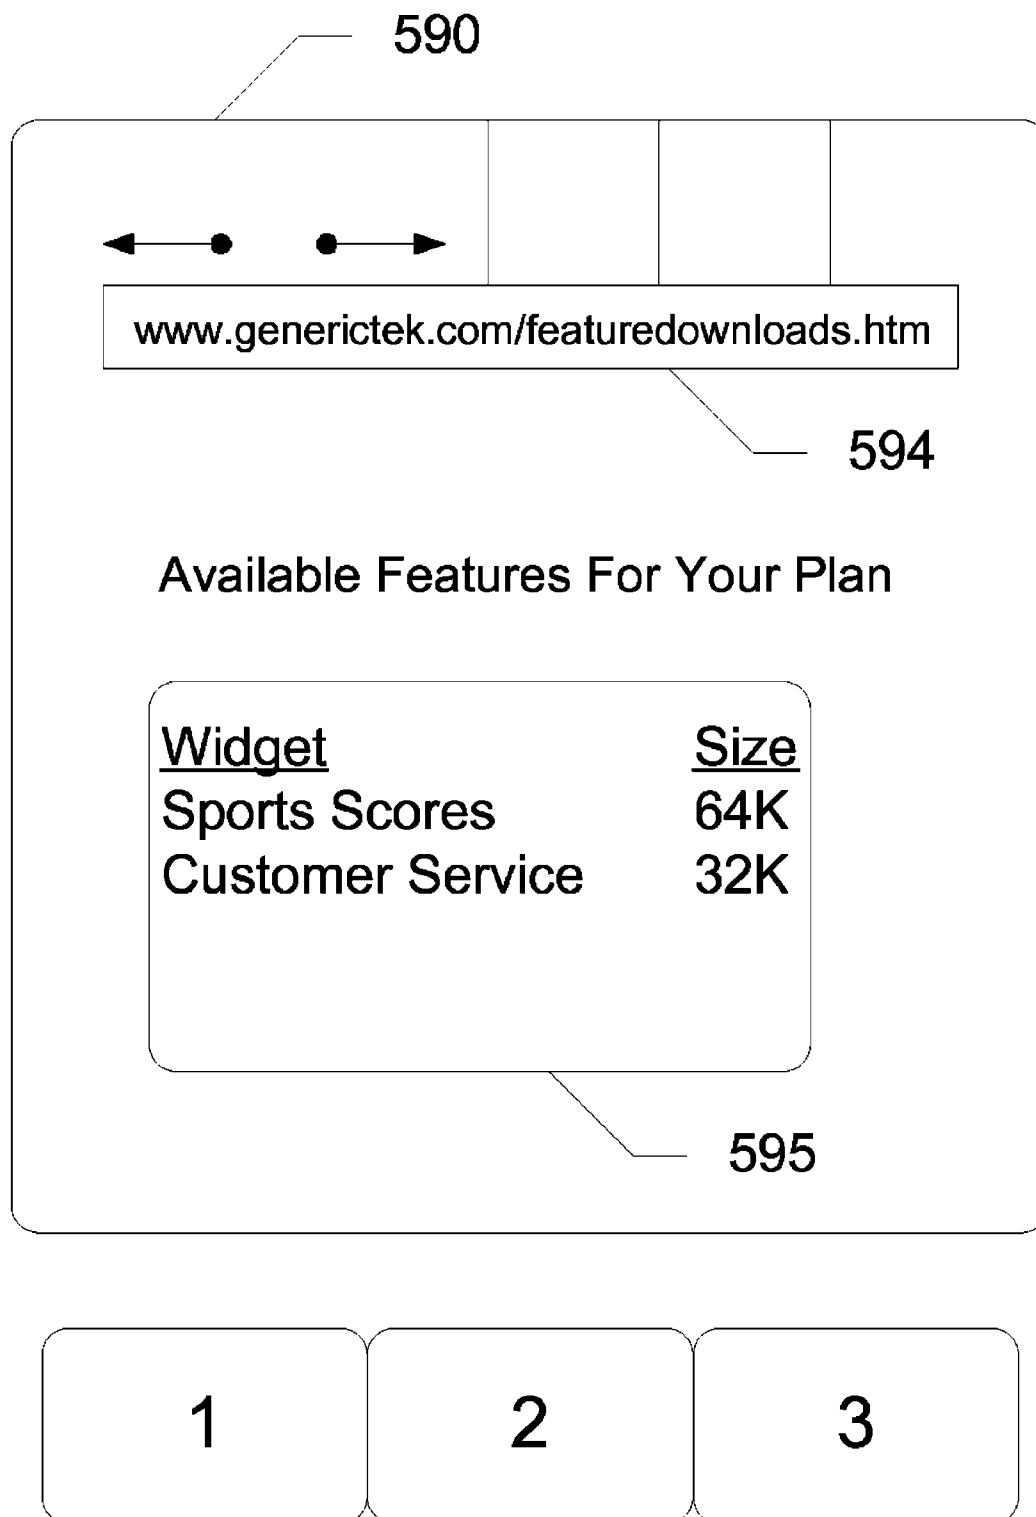 590
www.generictek.com/featuredownloads.htm
594
Available Features For Your Plan
Widget Size
Sports Scores 64K
Customer Service 32K
595
1 2 3